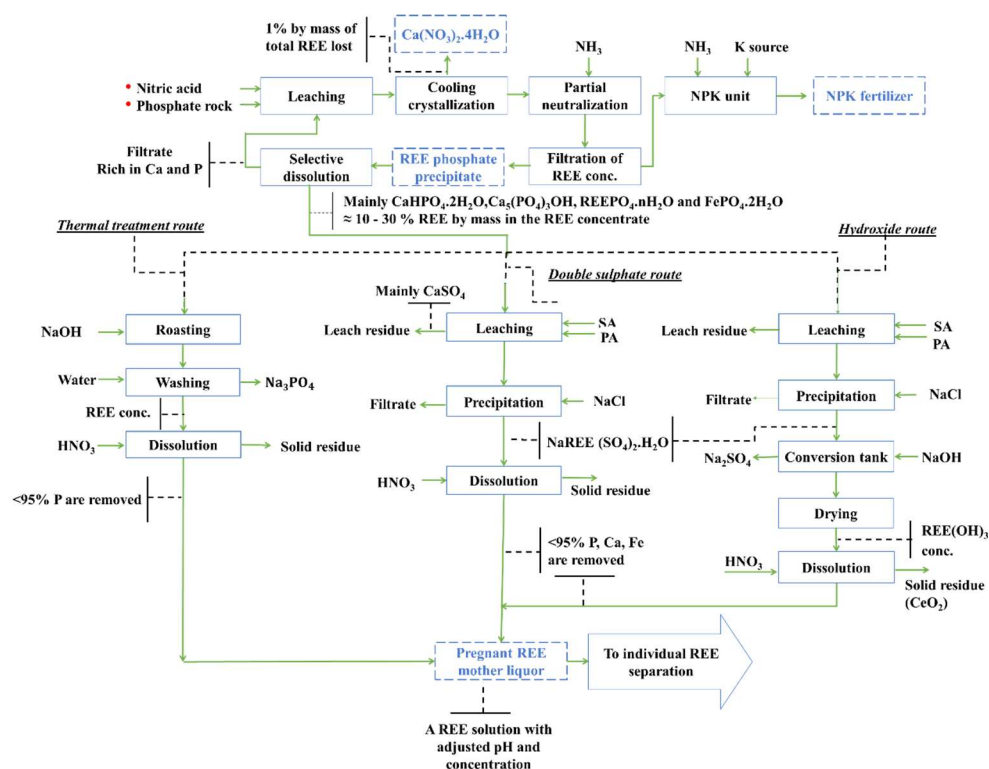 1% by mass of
total REE lost
Ca(NO₃)₂.4H₂O
NH₃
NH₃
K source
• Nitric acid
• Phosphate rock
Leaching
Cooling
crystallization
Partial
neutralization
NPK unit
NPK fertilizer
Filtrate
Rich in Ca and P
Selective
dissolution
REE phosphate
precipitate
Filtration of
REE conc.
Mainly CaHPO₄.2H₂O,Ca₅(PO₄)₃OH, REEPO₄.nH₂O and FePO₄.2H₂O
≈ 10 - 30 % REE by mass in the REE concentrate
Thermal treatment route
Double sulphate route
Hydroxide route
NaOH
Roasting
Water
Washing
Na₃PO₄
REE conc.
HNO₃
Dissolution
Solid residue
<95% P are removed
Mainly CaSO₄
Leach residue
Leaching
SA
PA
Filtrate
Precipitation
NaCl
NaREE (SO₄)₂.H₂O
HNO₃
Dissolution
Solid residue
<95% P, Ca, Fe
are removed
Leach residue
Leaching
SA
PA
Filtrate
Precipitation
NaCl
Na₂SO₄
Conversion tank
NaOH
Drying
REE(OH)₃
conc.
HNO₃
Dissolution
Solid residue
(CeO₂)
Pregnant REE
mother liquor
To individual REE
separation
A REE solution with
adjusted pH and
concentration